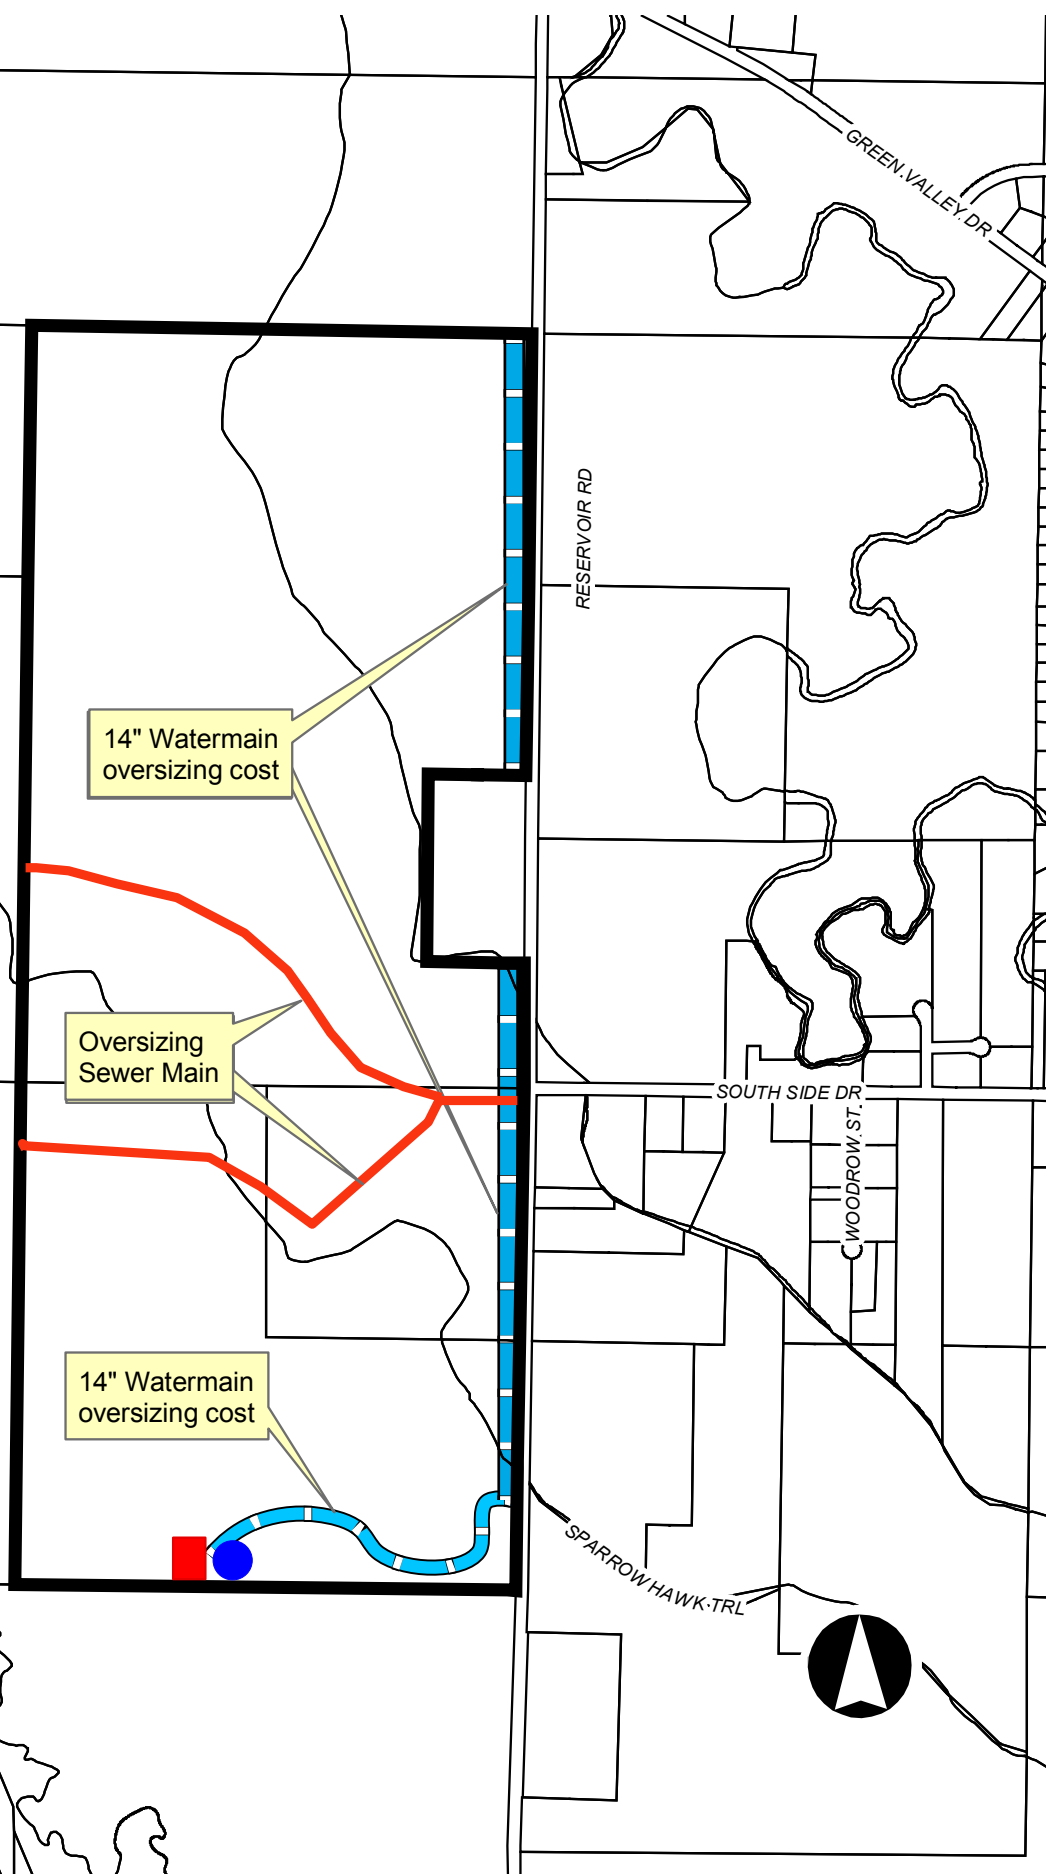 GREEN VALLEY DR
RESERVOIR RD
14" Watermain
oversizing cost
Oversizing
Sewer Main
SOUTH SIDE DR
WOODROW ST
14" Watermain
oversizing cost
SPARROW HAWK TRL